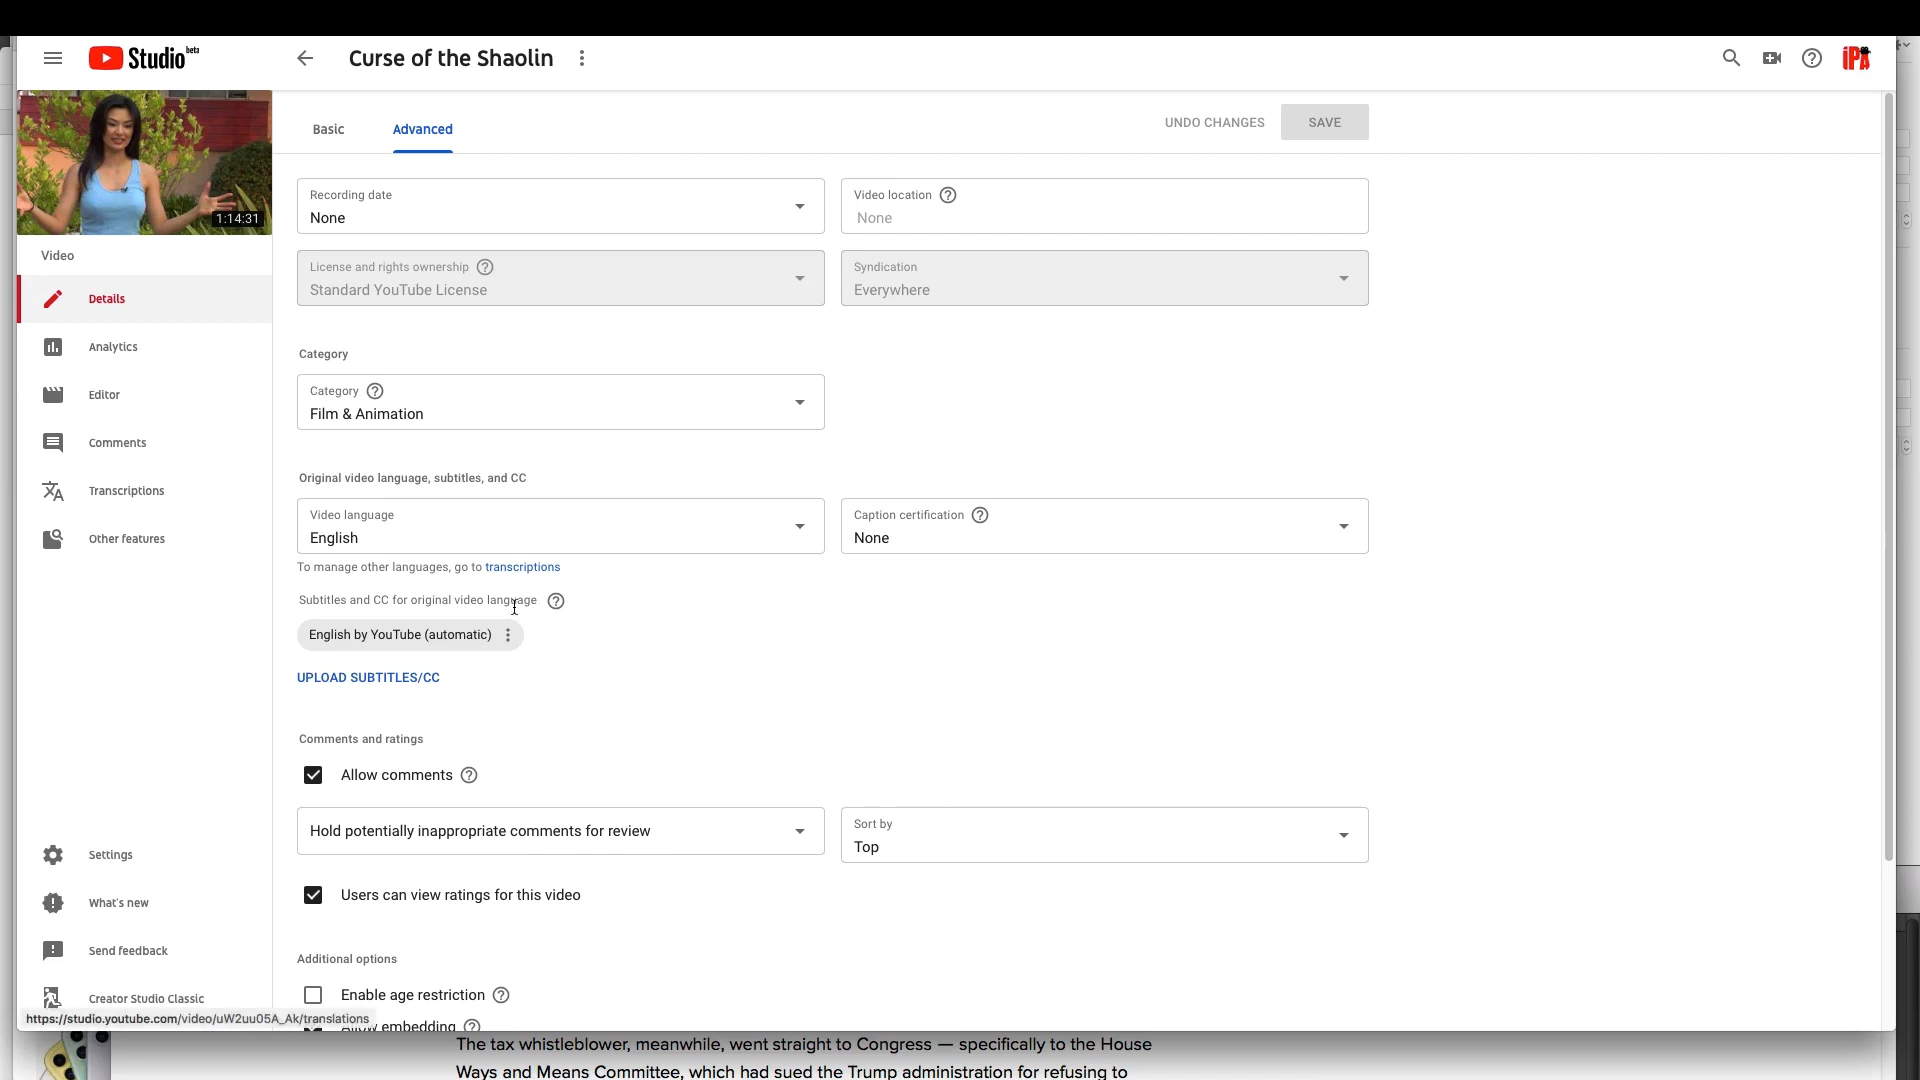 Studio beta
Curse of the Shaolin
iPA
Basic
Advanced
UNDO CHANGES
SAVE
1:14:31
Video
Details
Analytics
Editor
Comments
Transcriptions
Other features
Settings
What's new
Send feedback
Creator Studio Classic
https://studio.youtube.com/video/uW2uu05A_Ak/translations
Recording date
None
Video location
None
License and rights ownership
Standard YouTube License
Syndication
Everywhere
Category
Category
Film & Animation
Original video language, subtitles, and CC
Video language
English
Caption certification
None
To manage other languages, go to transcriptions
Subtitles and CC for original video language
English by YouTube (automatic)
UPLOAD SUBTITLES/CC
Comments and ratings
Allow comments
Hold potentially inappropriate comments for review
Sort by
Top
Users can view ratings for this video
Additional options
Enable age restriction
Allow embedding
The tax whistleblower, meanwhile, went straight to Congress — specifically to the House
Ways and Means Committee, which had sued the Trump administration for refusing to